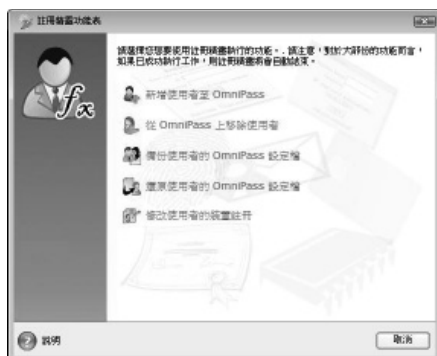 註冊精靈功能表
請選擇您想要使用註冊精靈執行的功能。. 請注意,對於大部份的功能而言,
如果已成功執行工作,則註冊精靈將會自動結束。
fx
新增使用者至 OmniPass
從 OmniPass 上移除使用者
備份使用者的 OmniPass 設定檔
還原使用者的 OmniPass 設定檔
修改使用者的裝置註冊
說明
取消